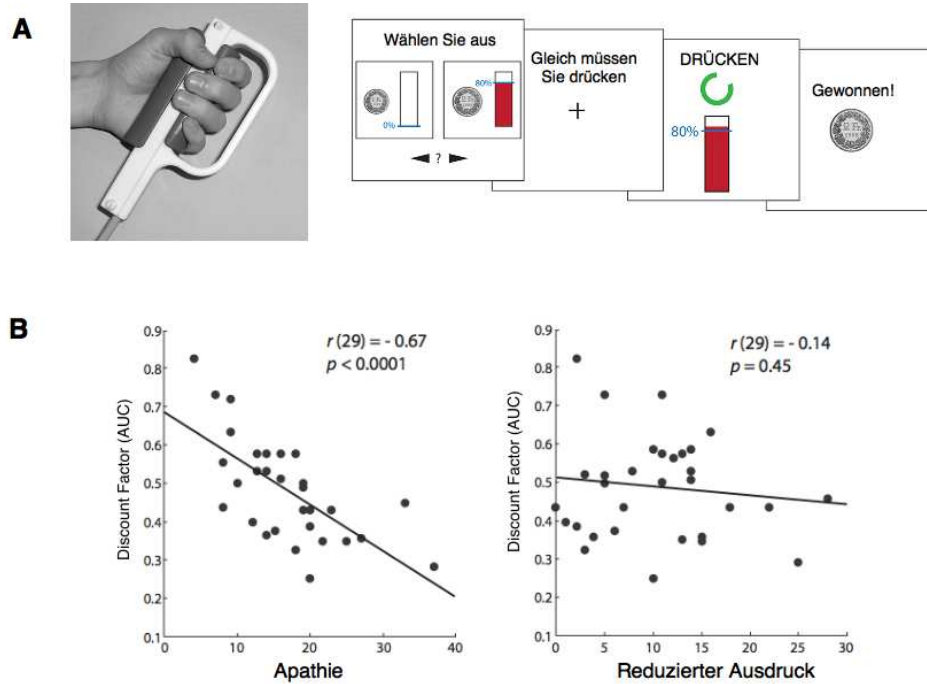 A
Wählen Sie aus
80%
0%
◄ ? ►
Gleich müssen
Sie drücken
+
DRÜCKEN
80%
Gewonnen!
B
r (29) = - 0.67
p < 0.0001
Discount Factor (AUC)
0.9
0.8
0.7
0.6
0.5
0.4
0.3
0.2
0.1
0 10 20 30 40
Apathie
r (29) = - 0.14
p = 0.45
Discount Factor (AUC)
0.9
0.8
0.7
0.6
0.5
0.4
0.3
0.2
0.1
0 5 10 15 20 25 30
Reduzierter Ausdruck